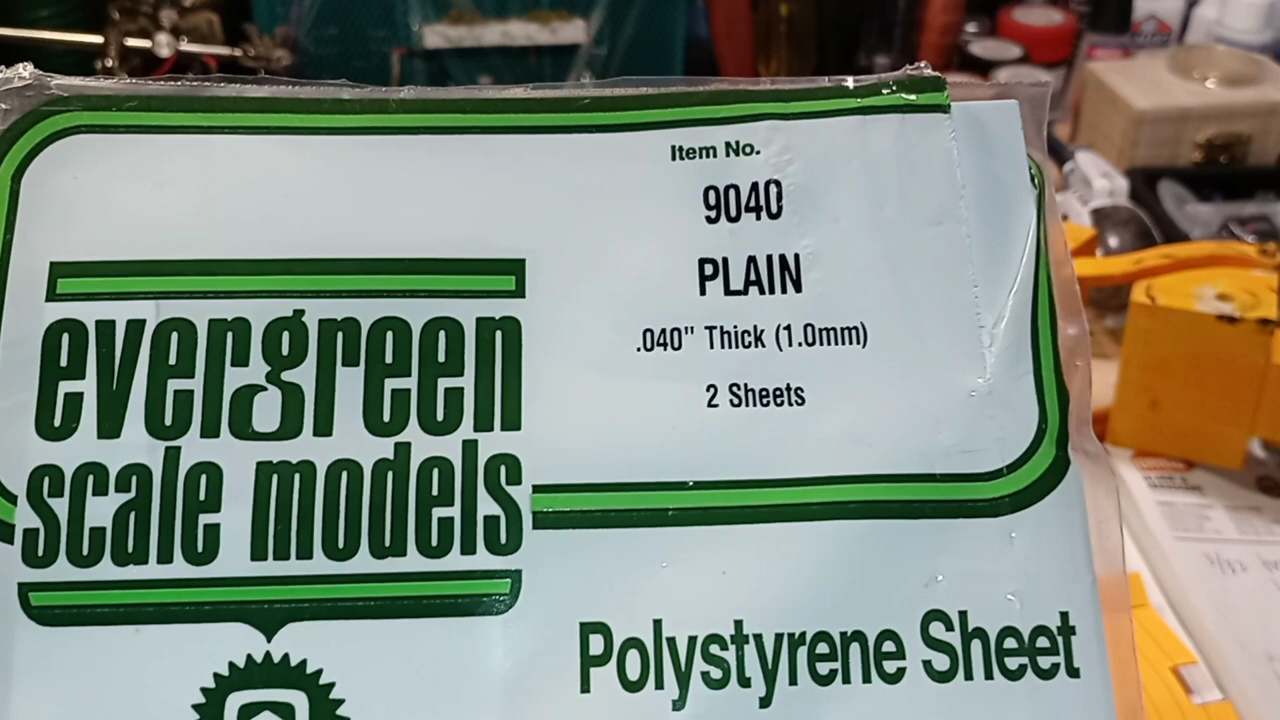 Item No.
9040
PLAIN
.040" Thick (1.0mm)
2 Sheets
evergreen
scale models
Polystyrene Sheet